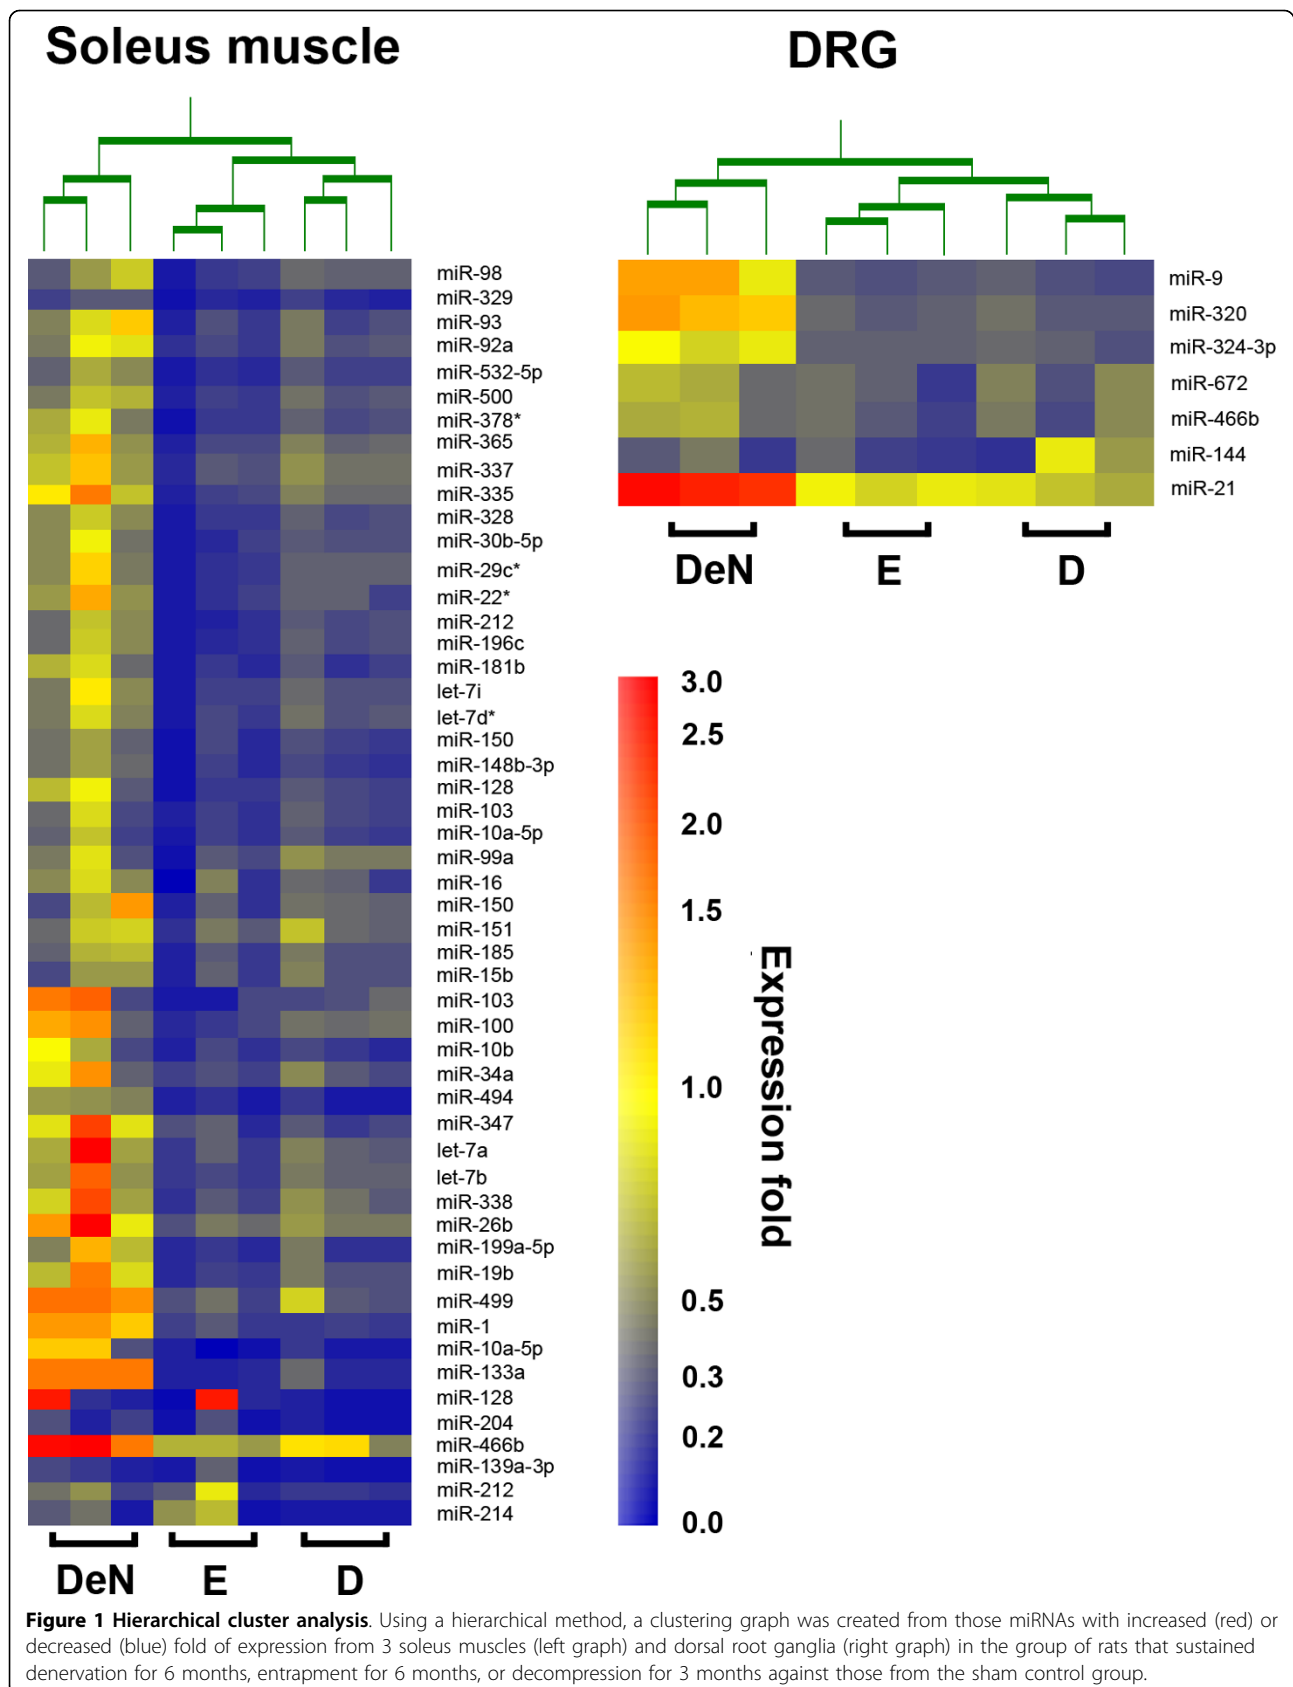 Soleus muscle
DRG
miR-98
miR-329
miR-93
miR-92a
miR-532-5p
miR-500
miR-378*
miR-365
miR-337
miR-335
miR-328
miR-30b-5p
miR-29c*
miR-22*
miR-212
miR-196c
miR-181b
let-7i
let-7d*
miR-150
miR-148b-3p
miR-128
miR-103
miR-10a-5p
miR-99a
miR-16
miR-150
miR-151
miR-185
miR-15b
miR-103
miR-100
miR-10b
miR-34a
miR-494
miR-347
let-7a
let-7b
miR-338
miR-26b
miR-199a-5p
miR-19b
miR-499
miR-1
miR-10a-5p
miR-133a
miR-128
miR-204
miR-466b
miR-139a-3p
miR-212
miR-214
DeN
E
D
miR-9
miR-320
miR-324-3p
miR-672
miR-466b
miR-144
miR-21
DeN
E
D
3.0
2.5
2.0
1.5
1.0
0.5
0.3
0.2
0.0
Expression fold
Figure 1 Hierarchical cluster analysis. Using a hierarchical method, a clustering graph was created from those miRNAs with increased (red) or
decreased (blue) fold of expression from 3 soleus muscles (left graph) and dorsal root ganglia (right graph) in the group of rats that sustained
denervation for 6 months, entrapment for 6 months, or decompression for 3 months against those from the sham control group.